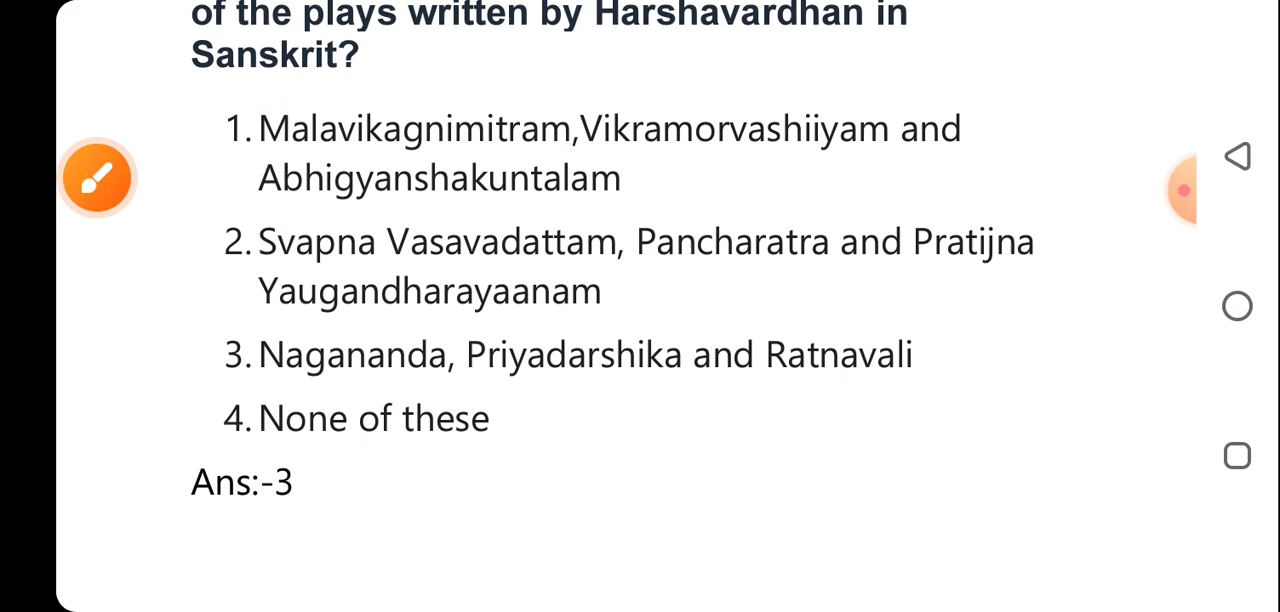 of the plays written by Harshavardhan in
Sanskrit?
1. Malavikagnimitram,Vikramorvashiiyam and
Abhigyanshakuntalam
2. Svapna Vasavadattam, Pancharatra and Pratijna
Yaugandharayaanam
3. Nagananda, Priyadarshika and Ratnavali
4. None of these
Ans:-3